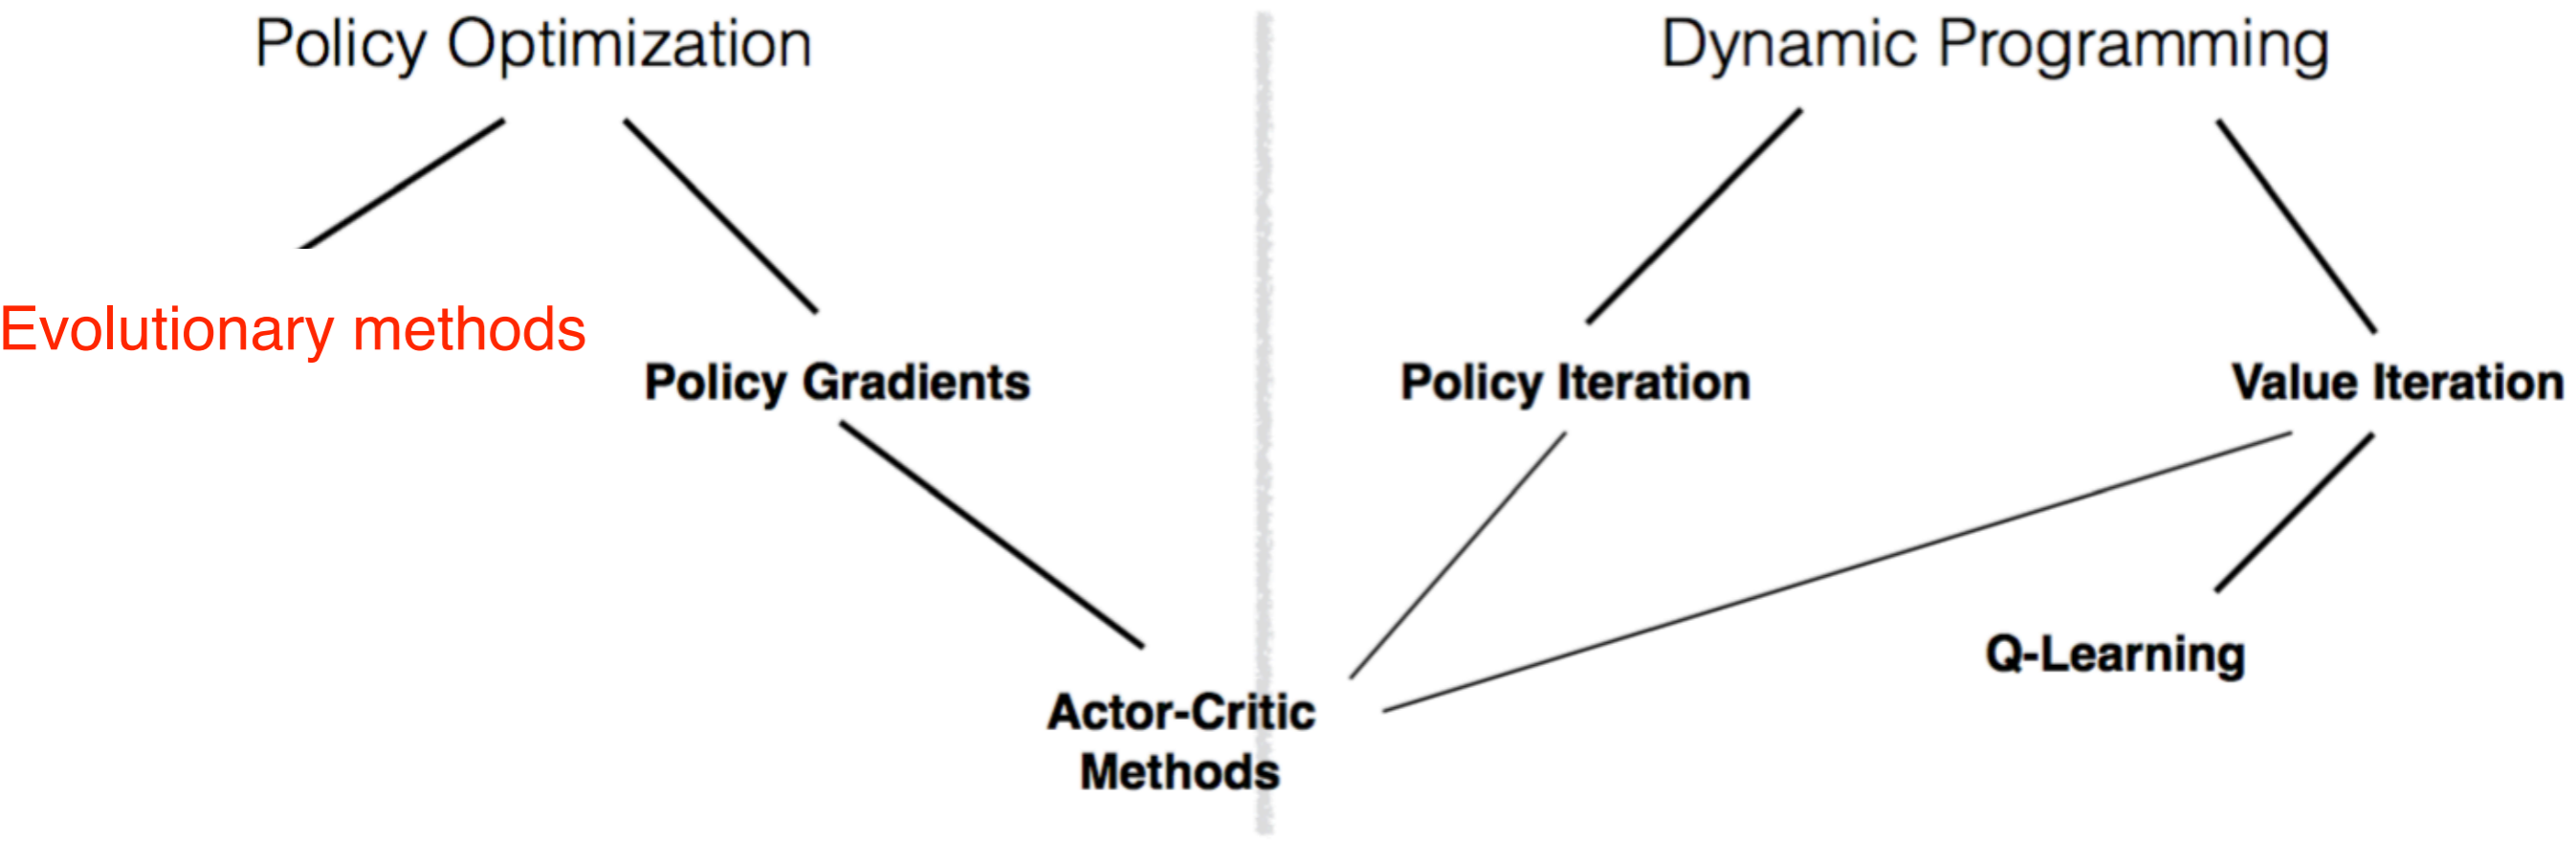 Policy Optimization
Dynamic Programming
Evolutionary methods
Policy Gradients
Policy Iteration
Value Iteration
Q-Learning
Actor-Critic
Methods